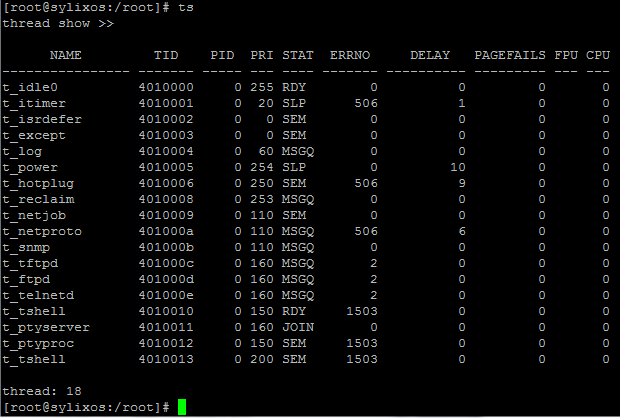 [root@sylixos:/root]# ts
thread show >>
NAME TID PID PRI STAT ERRNO DELAY PAGEFAILS FPU CPU
---------------- ------- ----- --- ---- ------- ---------- --------- --- ---
t_idle0 4010000 0 255 RDY 0 0 0 0
t_itimer 4010001 0 20 SLP 506 1 0 0
t_isrdefer 4010002 0 0 SEM 0 0 0 0
t_except 4010003 0 0 SEM 0 0 0 0
t_log 4010004 0 60 MSGQ 0 0 0 0
t_power 4010005 0 254 SLP 0 10 0 0
t_hotplug 4010006 0 250 SEM 506 9 0 0
t_reclaim 4010008 0 253 MSGQ 0 0 0 0
t_netjob 4010009 0 110 SEM 0 0 0 0
t_netproto 401000a 0 110 MSGQ 506 6 0 0
t_snmp 401000b 0 110 MSGQ 0 0 0 0
t_tftpd 401000c 0 160 MSGQ 2 0 0 0
t_ftpd 401000d 0 160 MSGQ 2 0 0 0
t_telnetd 401000e 0 160 MSGQ 2 0 0 0
t_tshell 4010010 0 150 RDY 1503 0 0 0
t_ptyserver 4010011 0 160 JOIN 0 0 0 0
t_ptyproc 4010012 0 150 SEM 1503 0 0 0
t_tshell 4010013 0 200 SEM 1503 0 0 0
thread: 18
[root@sylixos:/root]#